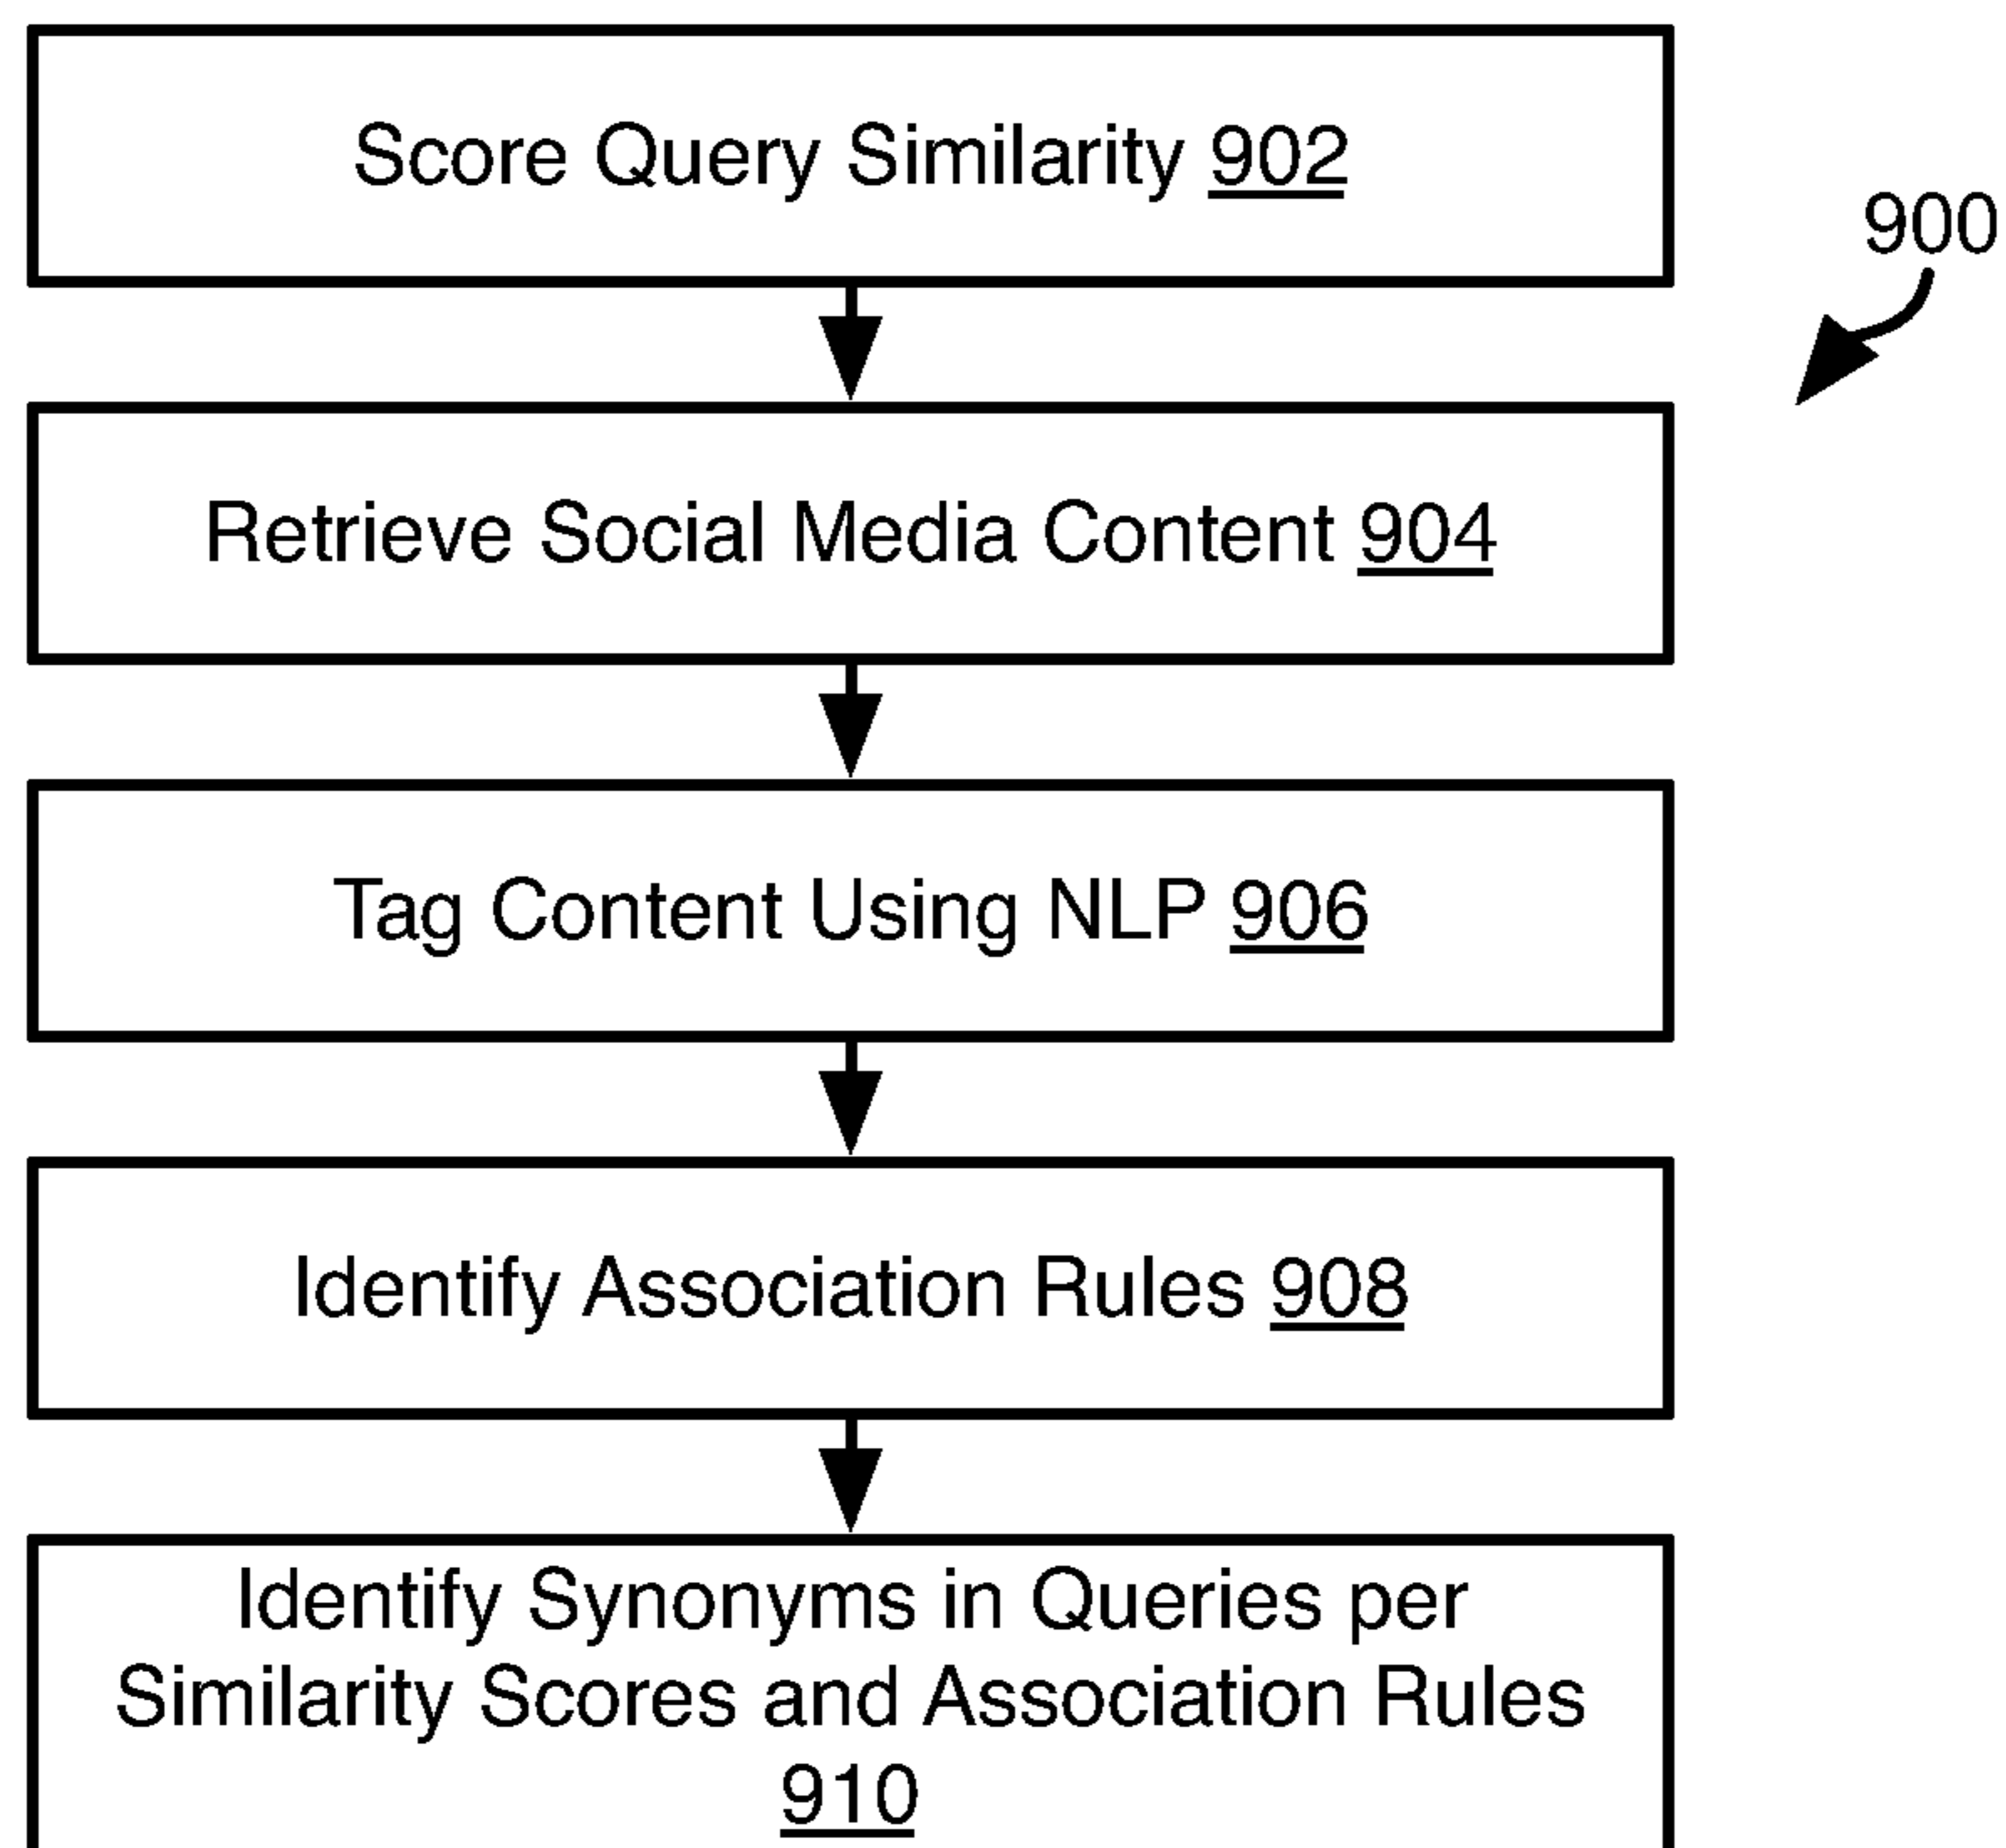 Score Query Similarity 902
900
Retrieve Social Media Content 904
Tag Content Using NLP 906
Identify Association Rules 908
Identify Synonyms in Queries per
Similarity Scores and Association Rules
910